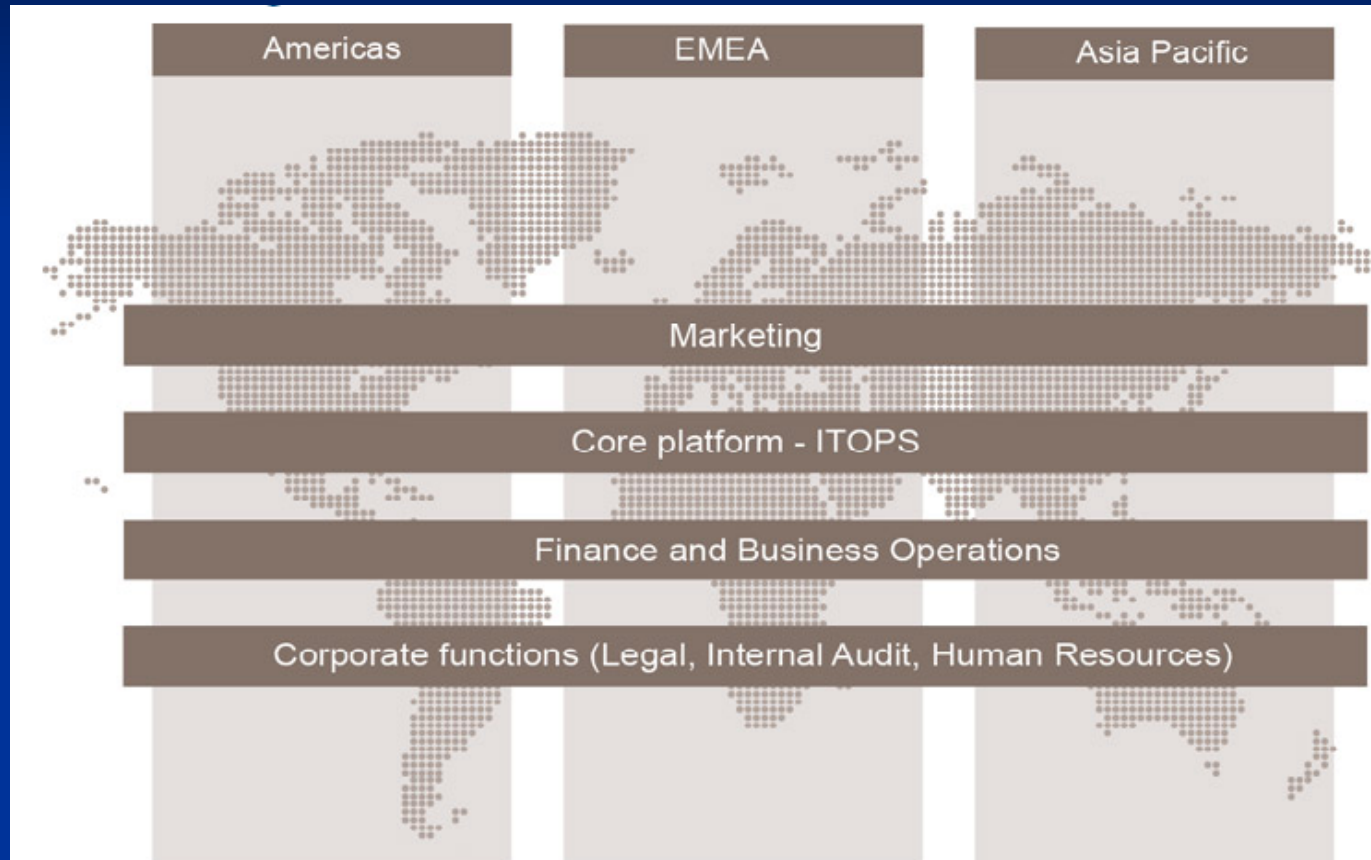 Americas
EMEA
Asia Pacific
Marketing
Core platform - ITOPS
Finance and Business Operations
Corporate functions (Legal, Internal Audit, Human Resources)